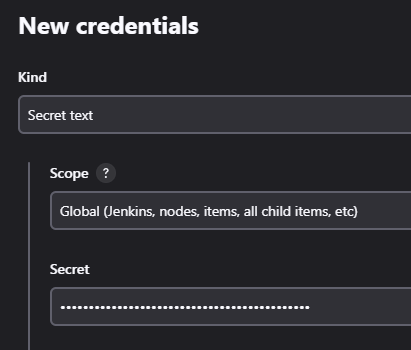 New credentials
Kind
Secret text
Scope ?
Global (Jenkins, nodes, items, all child items, etc)
Secret
••••••••••••••••••••••••••••••••••••••••••••